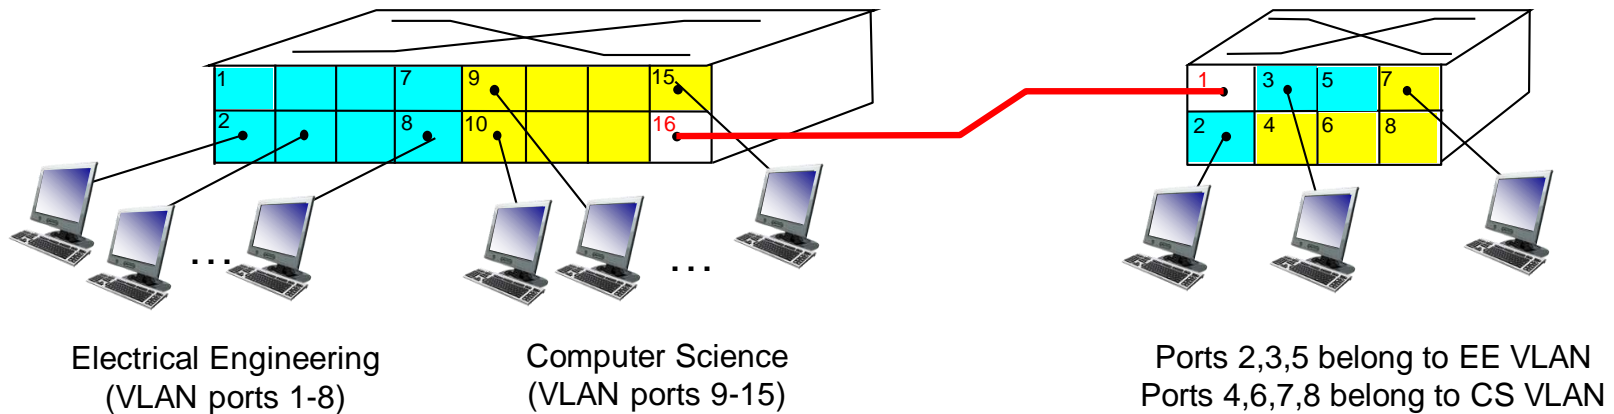 1 7 9 15
2 8 10 16
1 3 5 7
2 4 6 8
... ...
Electrical Engineering
(VLAN ports 1-8)
Computer Science
(VLAN ports 9-15)
Ports 2,3,5 belong to EE VLAN
Ports 4,6,7,8 belong to CS VLAN